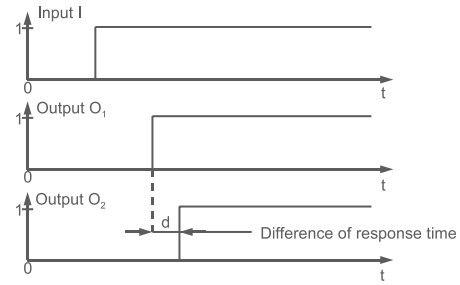 Input I
1
0
t
Output O1
1
0
t
Output O2
1
d
Difference of response time
0
t